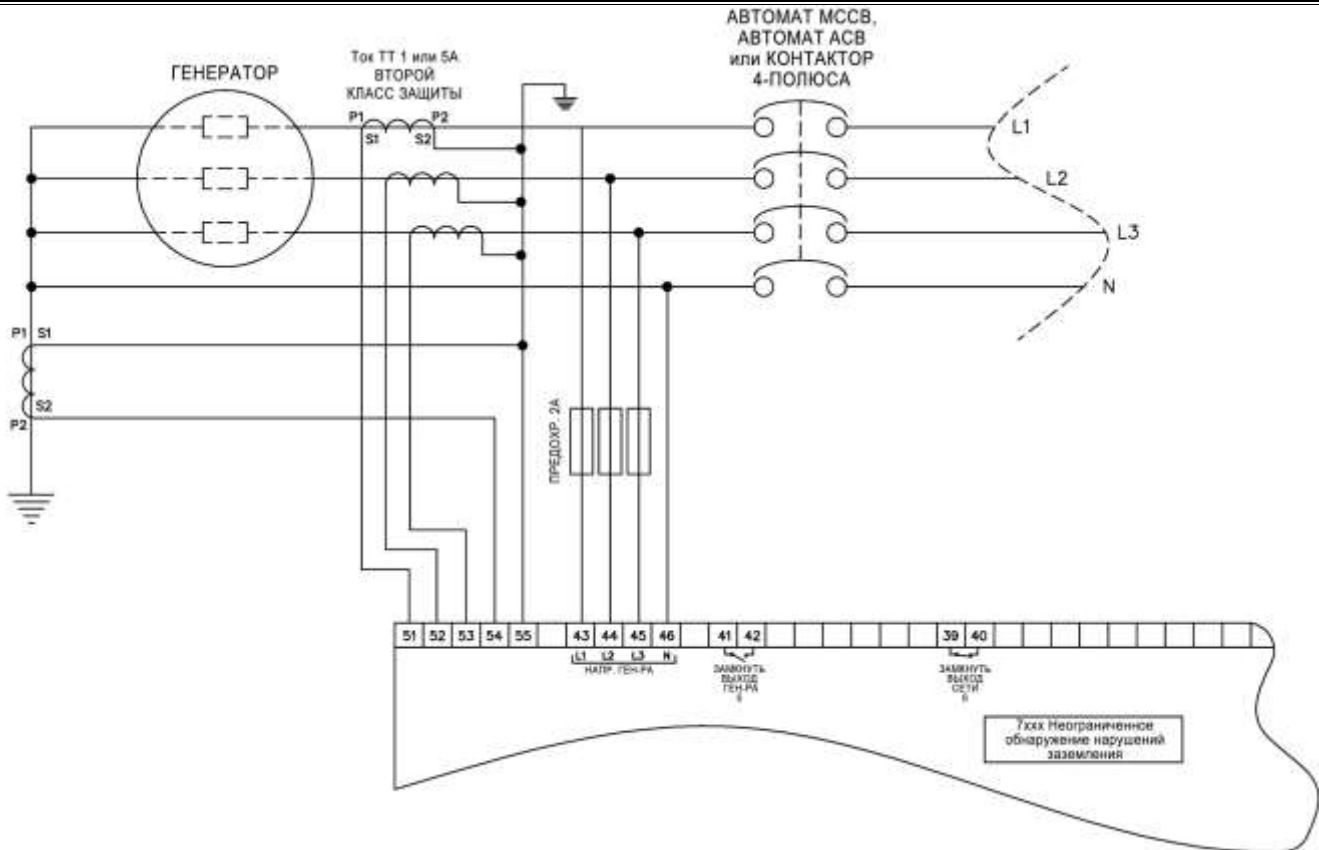 АВТОМАТ MCCB,
АВТОМАТ ACB
или КОНТАКТОР
4-ПОЛЮСА
Ток ТТ 1 или 5А
ВТОРОЙ
КЛАСС ЗАЩИТЫ
ГЕНЕРАТОР
P1
P2
S1
S2
L1
L2
L3
N
P1
S1
S2
P2
ПРЕДОХР. 2А
51
52
53
54
55
43
44
45
46
41
42
39
40
L1
L2
L3
N
НАПР. ГЕН-РА
ЗАМКНУТЬ
ВЫХОД
ГЕН-РА
ЗАМКНУТЬ
ВЫХОД
СЕТИ
7xxx Неограниченное
обнаружение нарушений
заземления